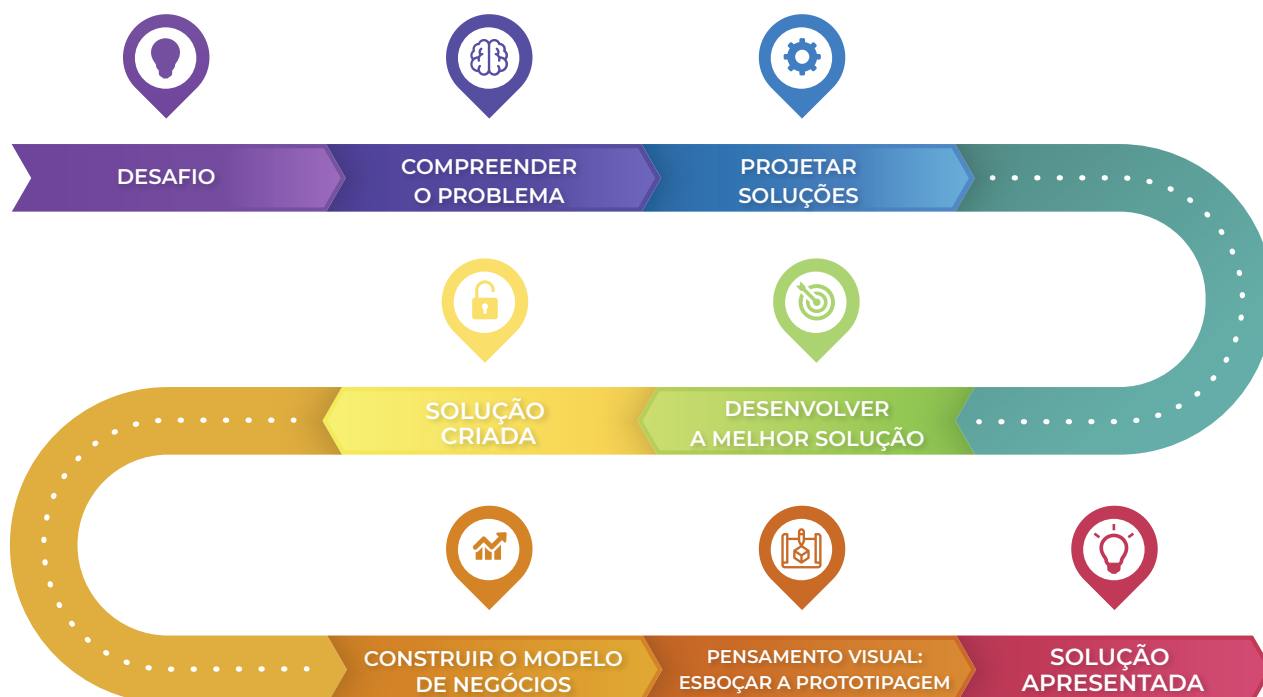 DESAFIO
COMPREENDER
O PROBLEMA
PROJETAR
SOLUÇÕES
DESENVOLVER
A MELHOR SOLUÇÃO
SOLUÇÃO
CRIADA
CONSTRUIR O MODELO
DE NEGÓCIOS
PENSAMENTO VISUAL:
ESBOÇAR A PROTOTIPAGEM
SOLUÇÃO
APRESENTADA